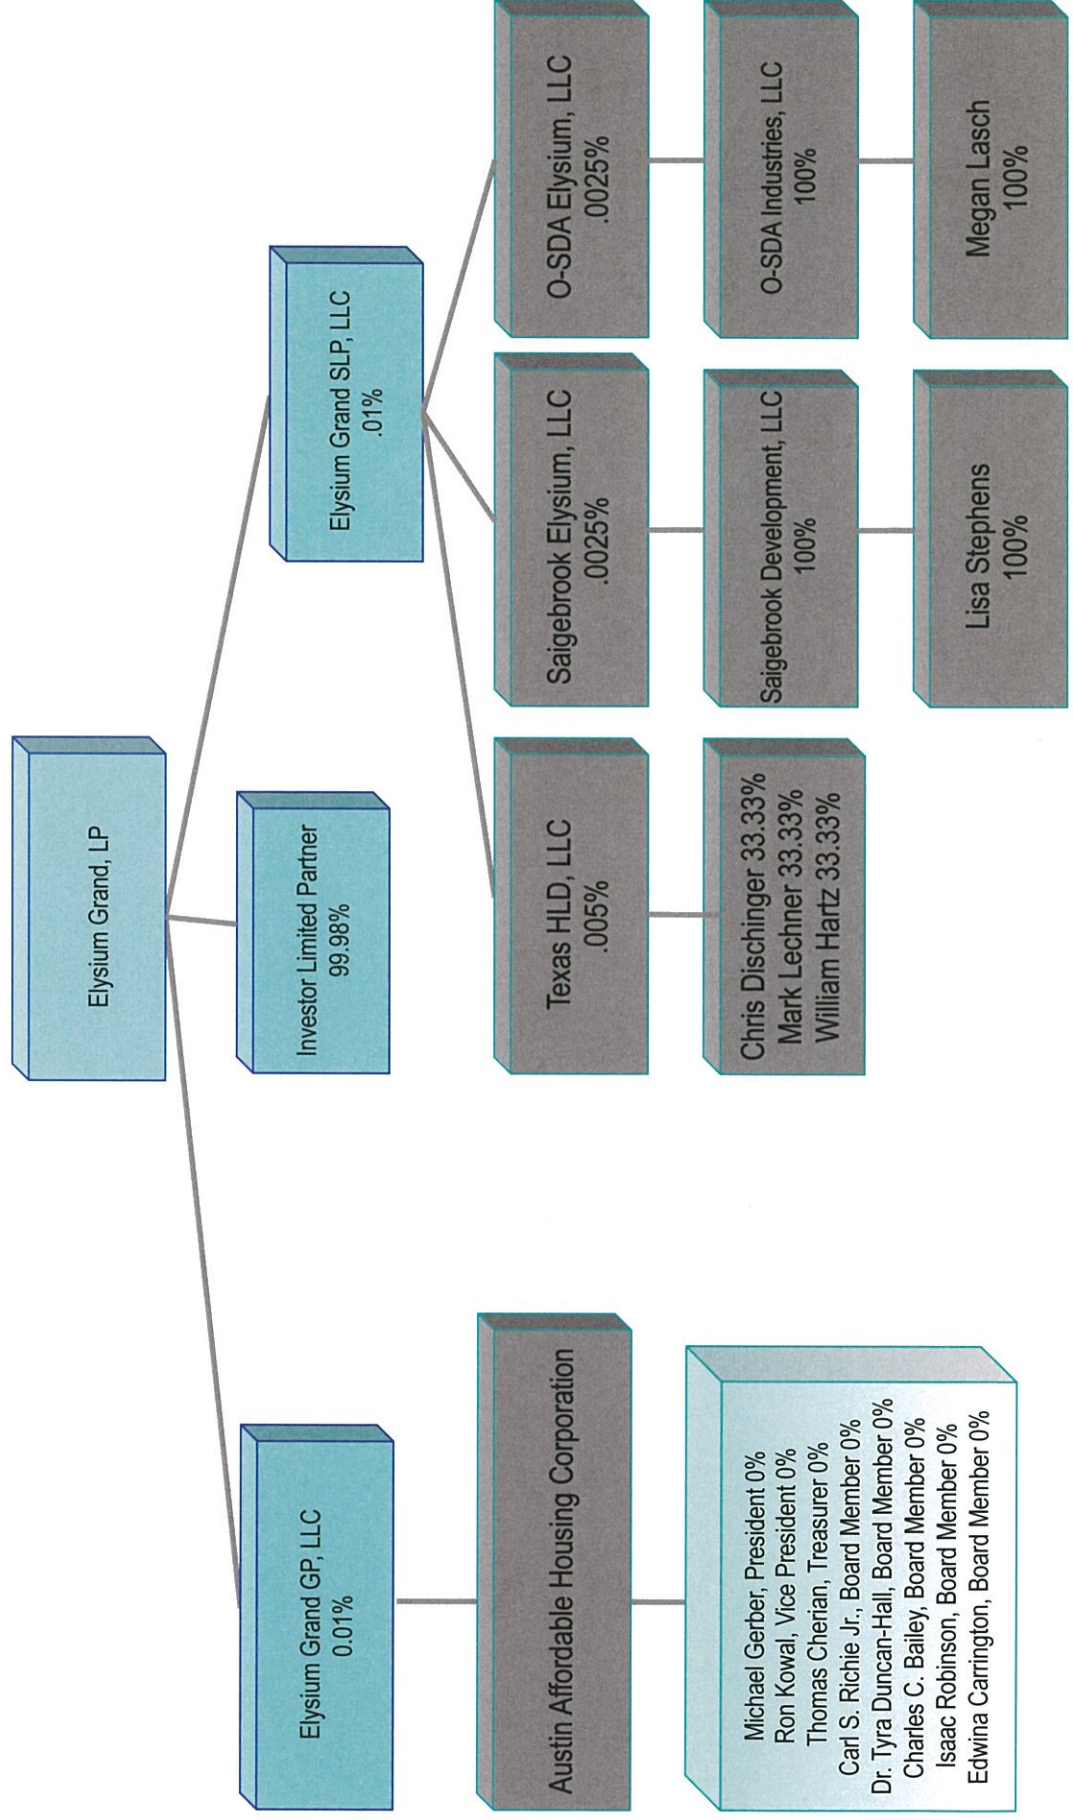 Elysium Grand, LP
Elysium Grand GP, LLC
0.01%
Investor Limited Partner
99.98%
Elysium Grand SLP, LLC
.01%
Austin Affordable Housing Corporation
Texas HLD, LLC
.005%
Saigebrook Elysium, LLC
.0025%
O-SDA Elysium, LLC
.0025%
Michael Gerber, President 0%
Ron Kowal, Vice President 0%
Thomas Cherian, Treasurer 0%
Carl S. Richie Jr., Board Member 0%
Dr. Tyra Duncan-Hall, Board Member 0%
Charles C. Bailey, Board Member 0%
Isaac Robinson, Board Member 0%
Edwina Carrington, Board Member 0%
Chris Dischinger 33.33%
Mark Lechner 33.33%
William Hartz 33.33%
Saigebrook Development, LLC
100%
O-SDA Industries, LLC
100%
Lisa Stephens
100%
Megan Lasch
100%